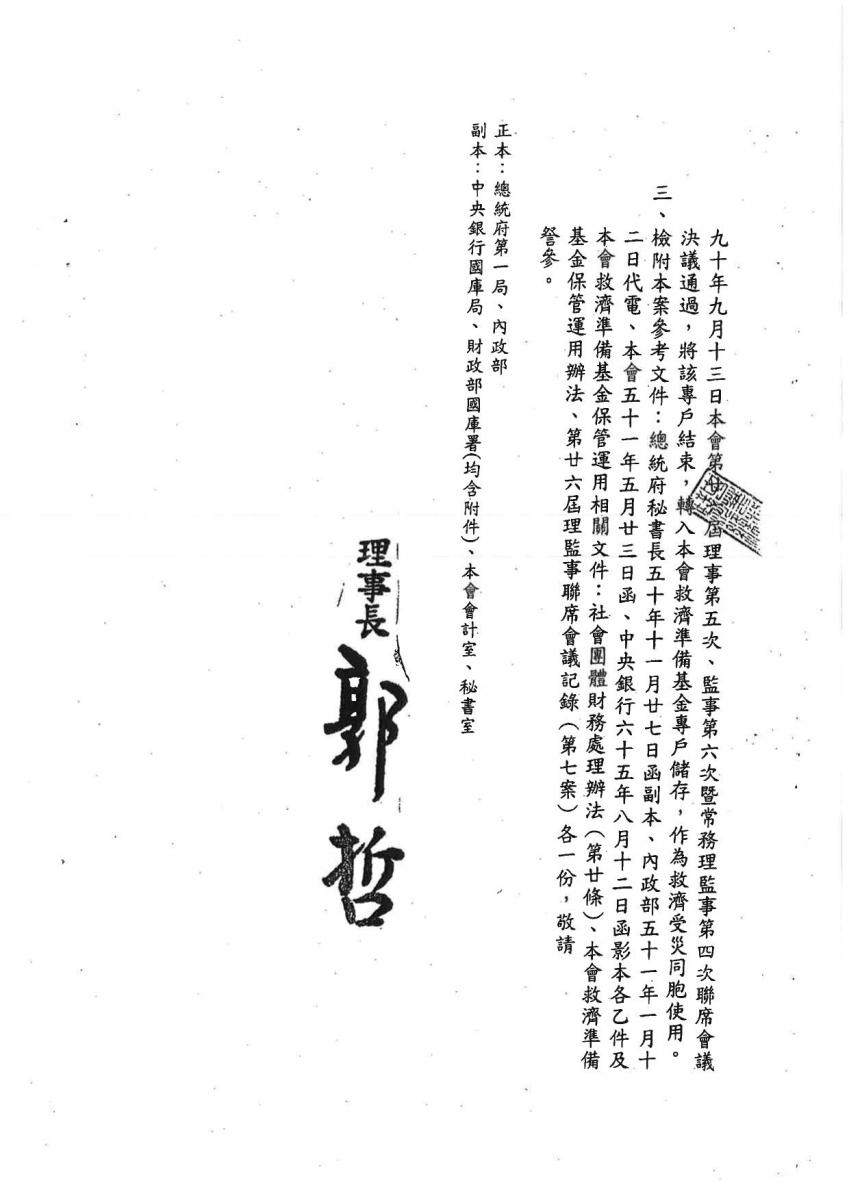 九十年九月十三日本會第廿六屆理事第五次、監事第六次暨常務理監事第四次聯席會議
決議通過，將該專戶結束，轉入本會救濟準備基金專戶儲存，作為救濟受災同胞使用。
三、檢附本案參考文件：總統府秘書長五十年十一月廿七日函副本、內政部五十一年一月十
二日代電、本會五十一年五月廿三日函、中央銀行六十五年八月十二日函影本各乙件及
本會救濟準備基金保管運用相關文件：社會團體財務處理辦法（第廿條）、本會救濟準備
基金保管運用辦法、第廿六屆理監事聯席會議記錄（第七案）各一份，敬請
詧參。
正本：總統府第一局、內政部
副本：中央銀行國庫局、財政部國庫署(均含附件)、本會會計室、秘書室
理事長 郭哲